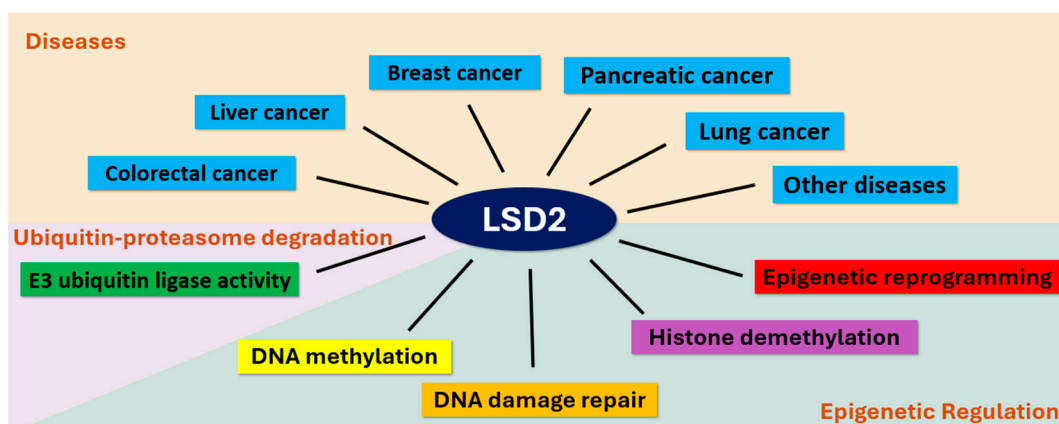 Diseases
Breast cancer
Pancreatic cancer
Liver cancer
Lung cancer
Colorectal cancer
Other diseases
LSD2
Ubiquitin-proteasome degradation
E3 ubiquitin ligase activity
Epigenetic reprogramming
Histone demethylation
DNA methylation
DNA damage repair
Epigenetic Regulation